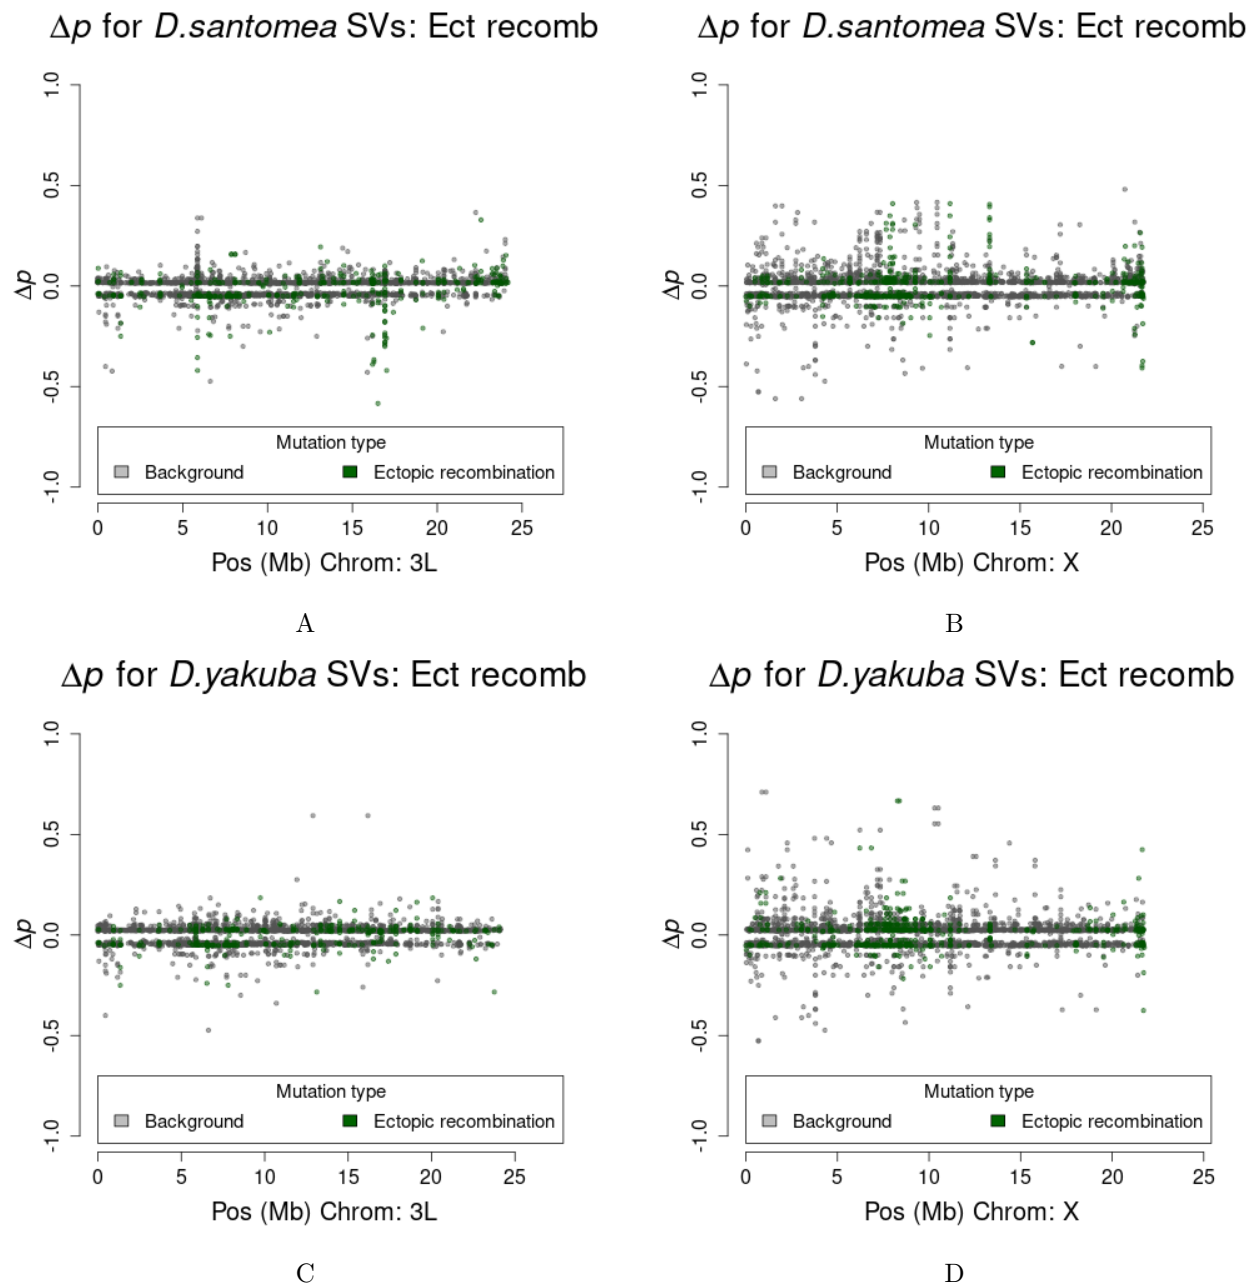 Δp for D.santomea SVs: Ect recomb
Δp
1.0
0.5
0.0
-0.5
-1.0
Mutation type
Background
Ectopic recombination
0 5 10 15 20 25
Pos (Mb) Chrom: 3L
A
Δp for D.santomea SVs: Ect recomb
Δp
1.0
0.5
0.0
-0.5
-1.0
Mutation type
Background
Ectopic recombination
0 5 10 15 20 25
Pos (Mb) Chrom: X
B
Δp for D.yakuba SVs: Ect recomb
Δp
1.0
0.5
0.0
-0.5
-1.0
Mutation type
Background
Ectopic recombination
0 5 10 15 20 25
Pos (Mb) Chrom: 3L
C
Δp for D.yakuba SVs: Ect recomb
Δp
1.0
0.5
0.0
-0.5
-1.0
Mutation type
Background
Ectopic recombination
0 5 10 15 20 25
Pos (Mb) Chrom: X
D